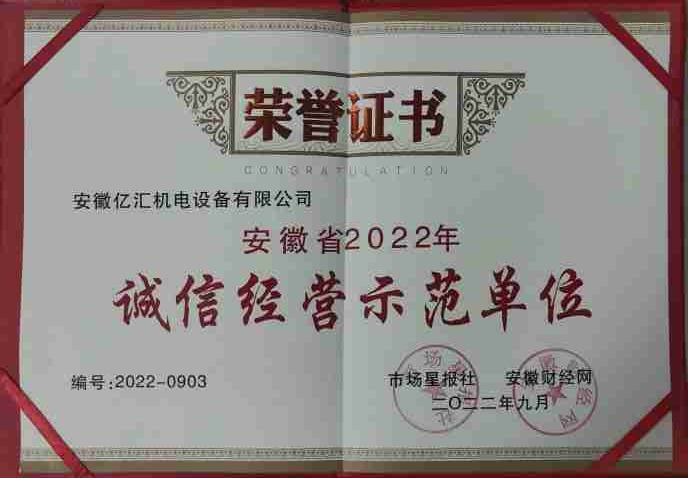 荣誉证书
CONGRATULATION
安徽亿汇机电设备有限公司
安徽省2022年
诚信经营示范单位
编号:2022-0903
市场星报社 安徽财经网
二〇二二年九月